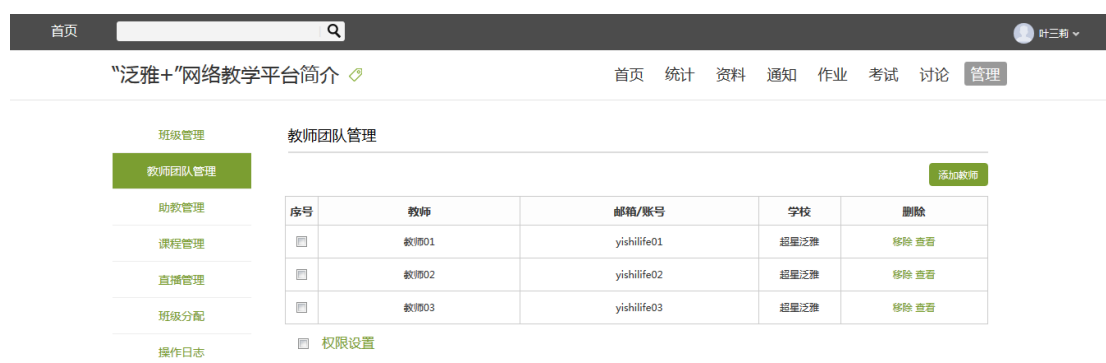 首页
叶三莉
“泛雅+”网络教学平台简介
首页 统计 资料 通知 作业 考试 讨论 管理
班级管理
教师团队管理
助教管理
课程管理
直播管理
班级分配
操作日志
教师团队管理
添加教师
序号 教师 邮箱/账号 学校 删除
教师01 yishilife01 超星泛雅 移除 查看
教师02 yishilife02 超星泛雅 移除 查看
教师03 yishilife03 超星泛雅 移除 查看
权限设置